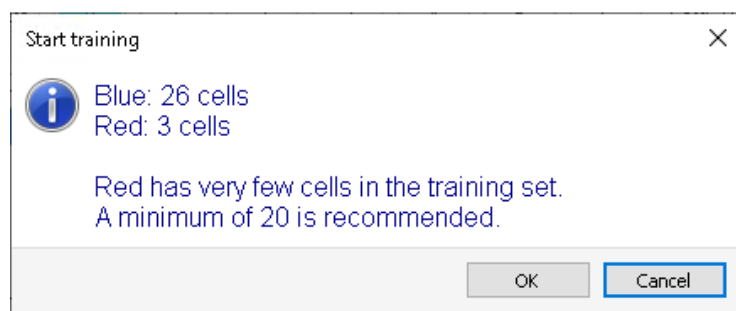 Start training
Blue: 26 cells
Red: 3 cells
Red has very few cells in the training set.
A minimum of 20 is recommended.
OK
Cancel